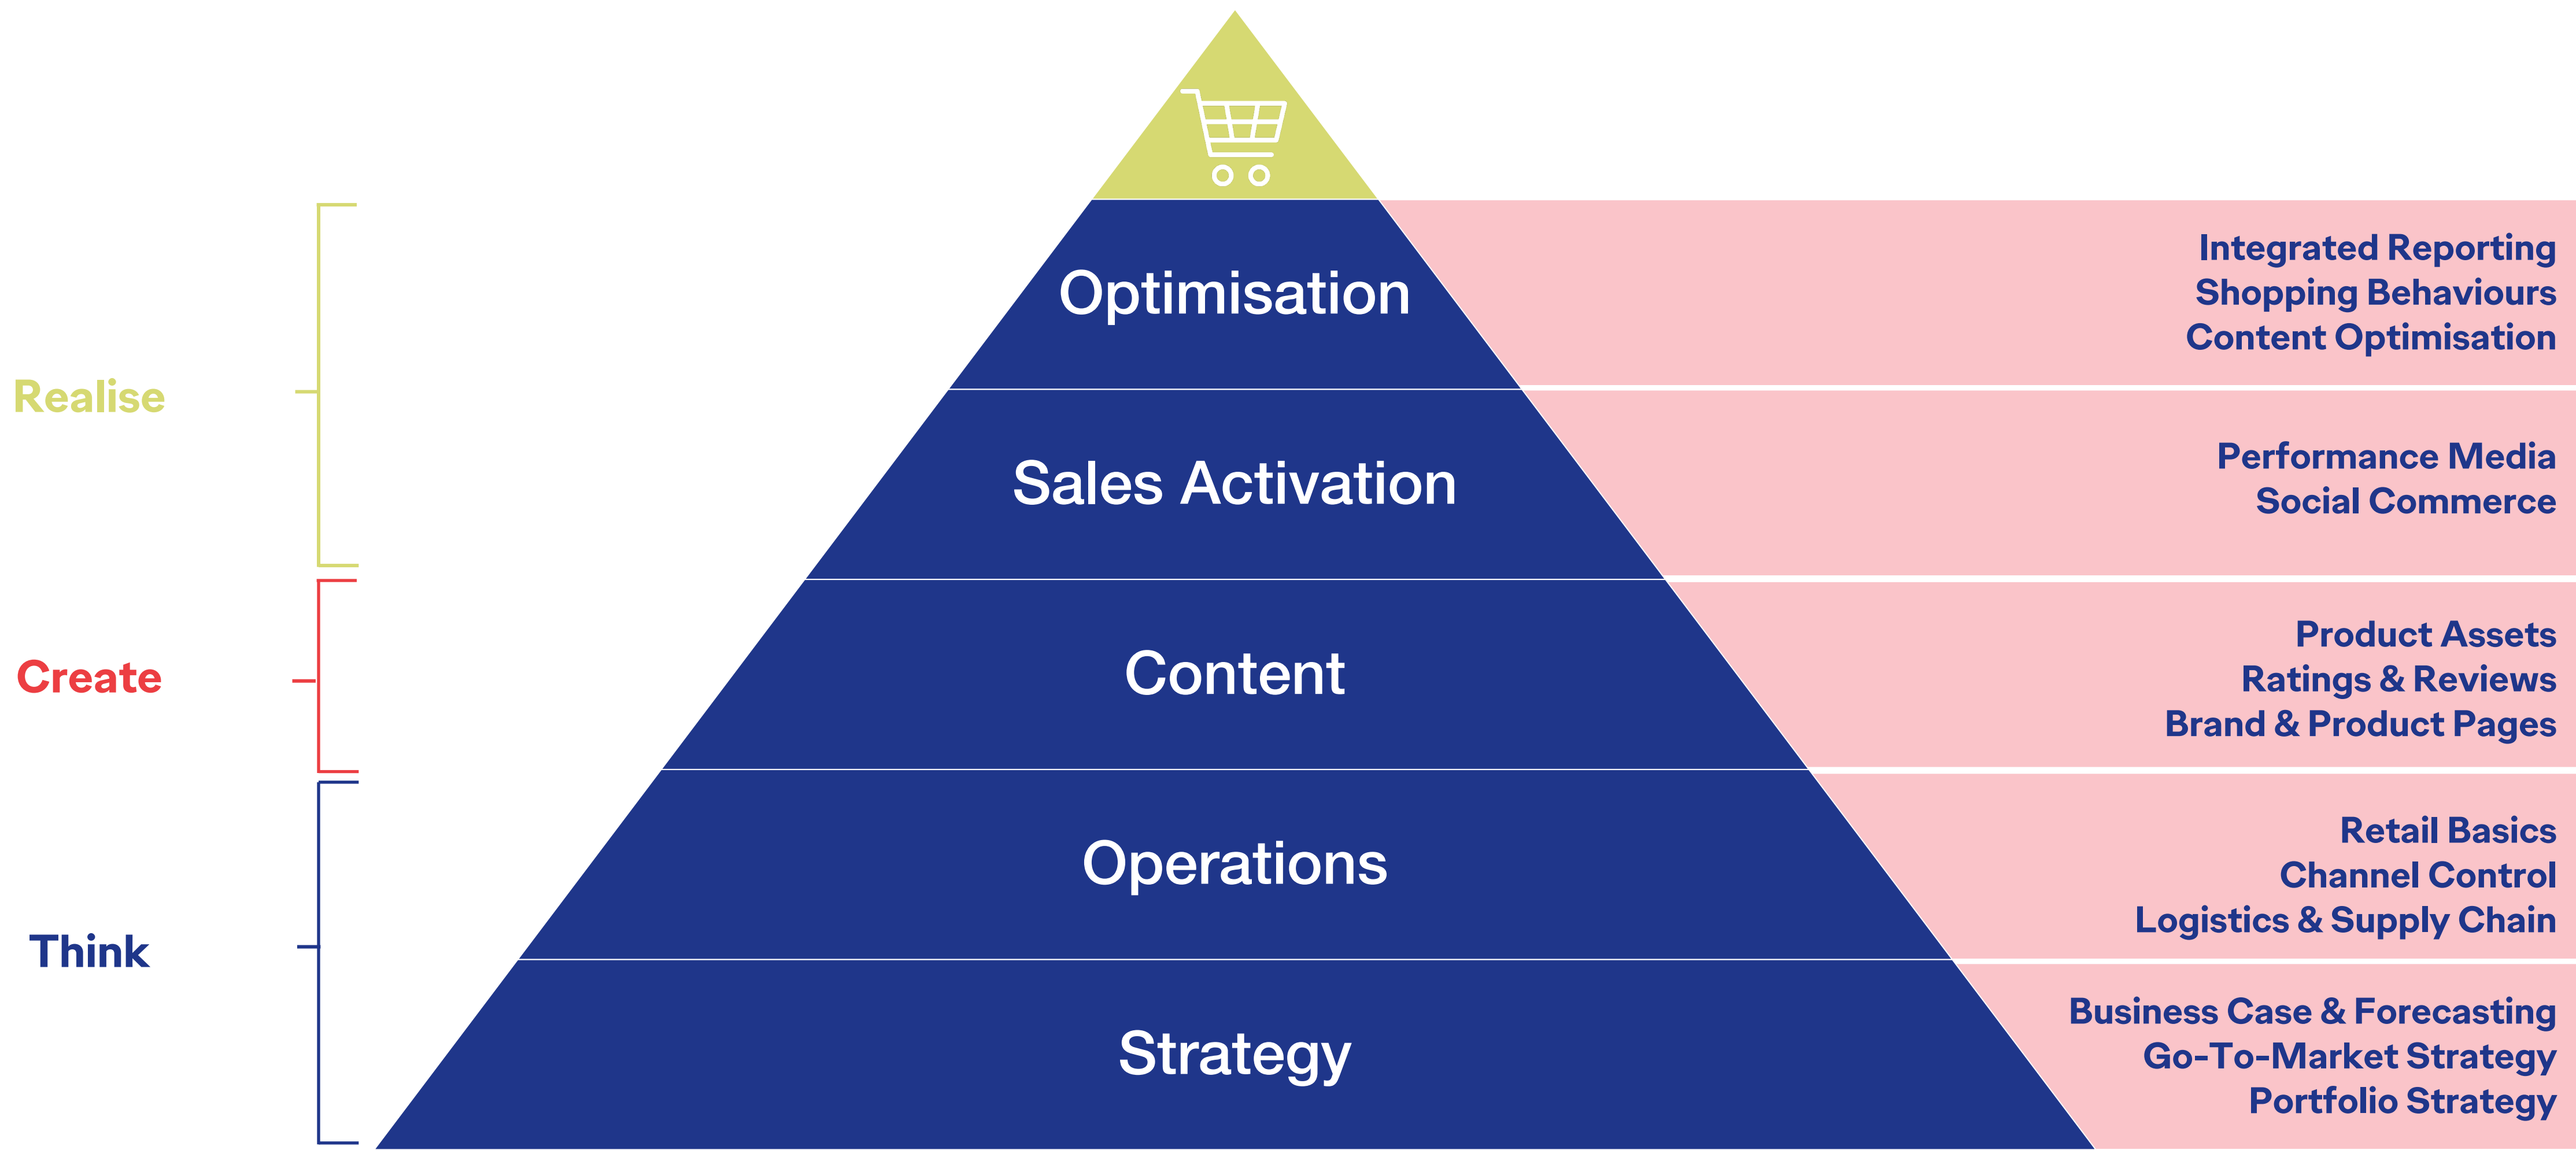 Realise
Create
Think
Optimisation
Sales Activation
Content
Operations
Strategy
Integrated Reporting
Shopping Behaviours
Content Optimisation
Performance Media
Social Commerce
Product Assets
Ratings & Reviews
Brand & Product Pages
Retail Basics
Channel Control
Logistics & Supply Chain
Business Case & Forecasting
Go-To-Market Strategy
Portfolio Strategy